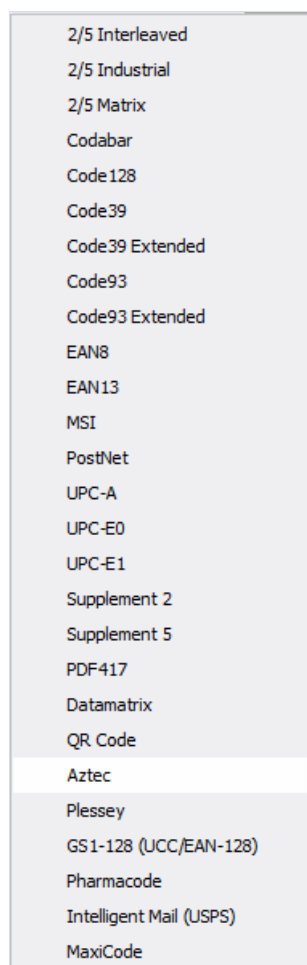 2/5 Interleaved
2/5 Industrial
2/5 Matrix
Codabar
Code128
Code39
Code39 Extended
Code93
Code93 Extended
EAN8
EAN13
MSI
PostNet
UPC-A
UPC-E0
UPC-E1
Supplement 2
Supplement 5
PDF417
Datamatrix
QR Code
Aztec
Plessey
GS1-128 (UCC/EAN-128)
Pharmacode
Intelligent Mail (USPS)
MaxiCode